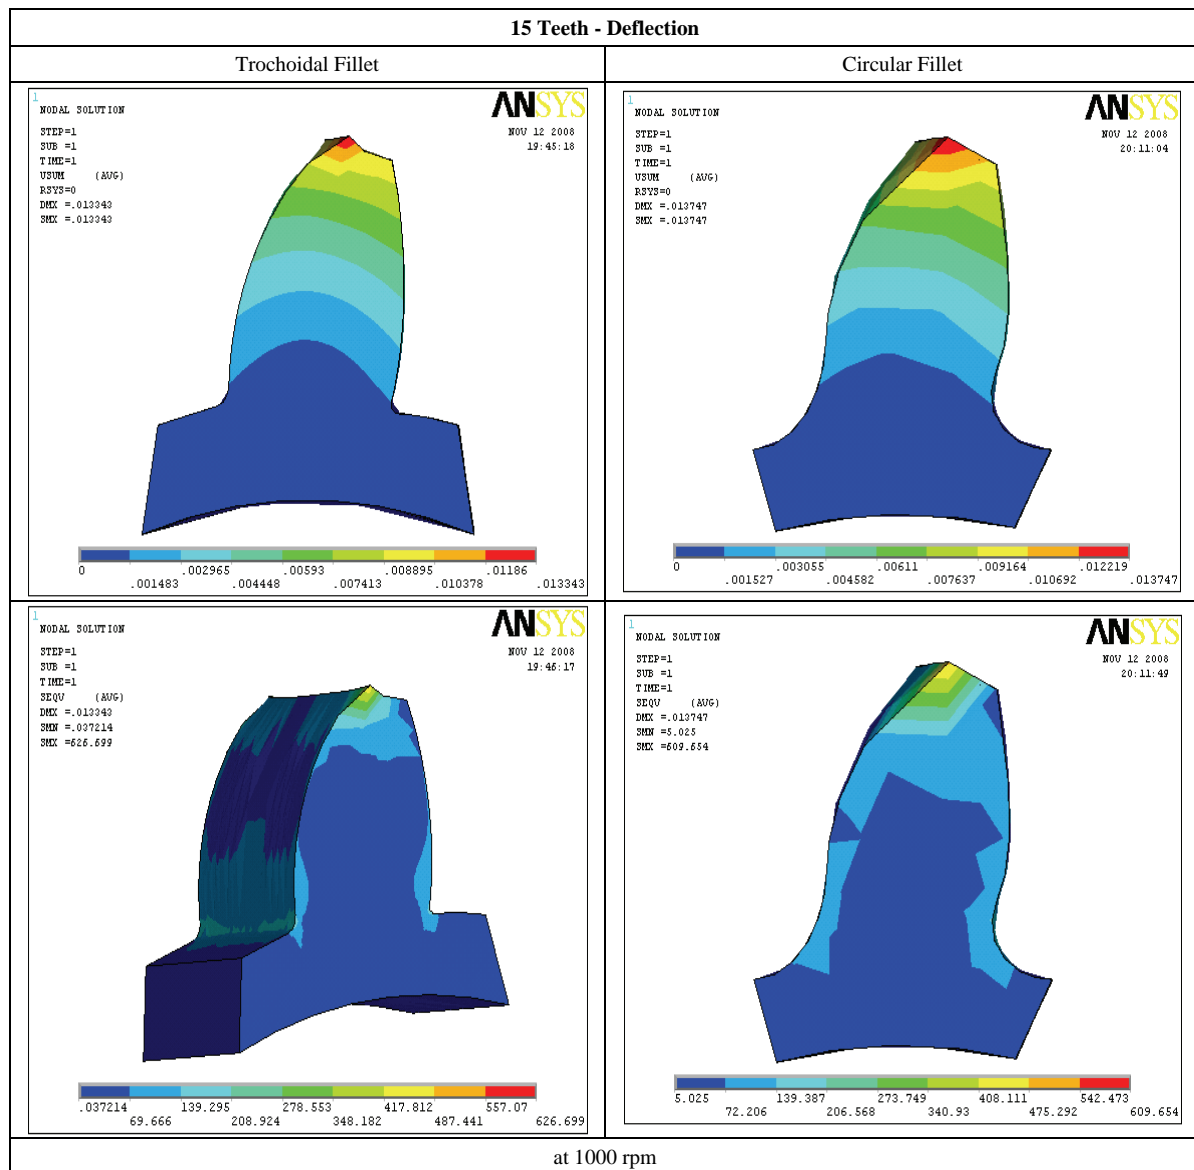 15 Teeth - Deflection
Trochoidal Fillet
Circular Fillet
1
NODAL SOLUTION
STEP=1
SUB =1
TIME=1
USUM (AVG)
RSYS=0
DMX =.013343
SMX =.013343
ANSYS
NOV 12 2008
19:45:18
0 .002965 .00593 .008895 .01186
.001483 .004448 .007413 .010378 .013343
1
NODAL SOLUTION
STEP=1
SUB =1
TIME=1
USUM (AVG)
RSYS=0
DMX =.013747
SMX =.013747
ANSYS
NOV 12 2008
20:11:04
0 .003055 .00611 .009164 .012219
.001527 .004582 .007637 .010692 .013747
1
NODAL SOLUTION
STEP=1
SUB =1
TIME=1
SEQV (AVG)
DMX =.013343
SMN =.037214
SMX =626.699
ANSYS
NOV 12 2008
19:46:17
.037214 139.295 278.553 417.812 557.07
69.666 208.924 348.182 487.441 626.699
1
NODAL SOLUTION
STEP=1
SUB =1
TIME=1
SEQV (AVG)
DMX =.013747
SMN =5.025
SMX =609.654
ANSYS
NOV 12 2008
20:11:49
5.025 139.387 273.749 408.111 542.473
72.206 206.568 340.93 475.292 609.654
at 1000 rpm